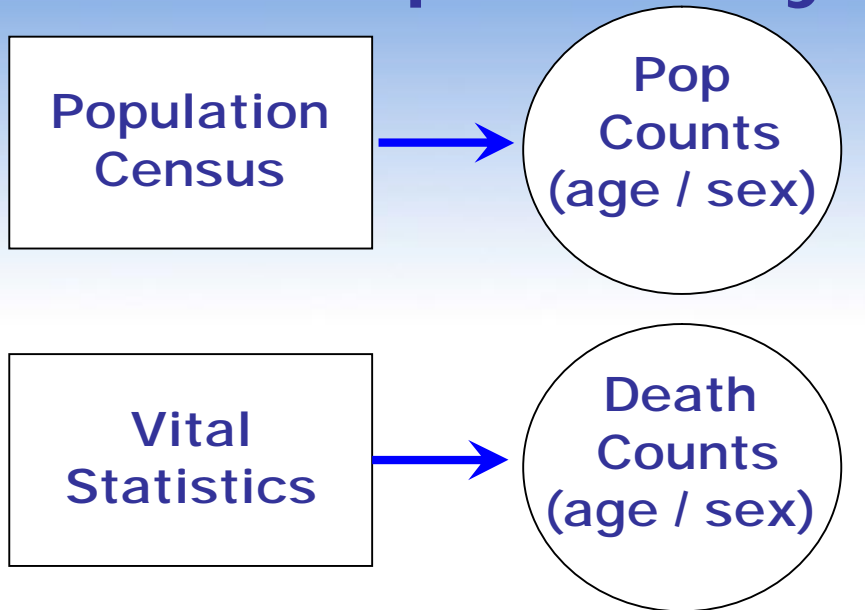 Population
Census
Pop
Counts
(age / sex)
Vital
Statistics
Death
Counts
(age / sex)